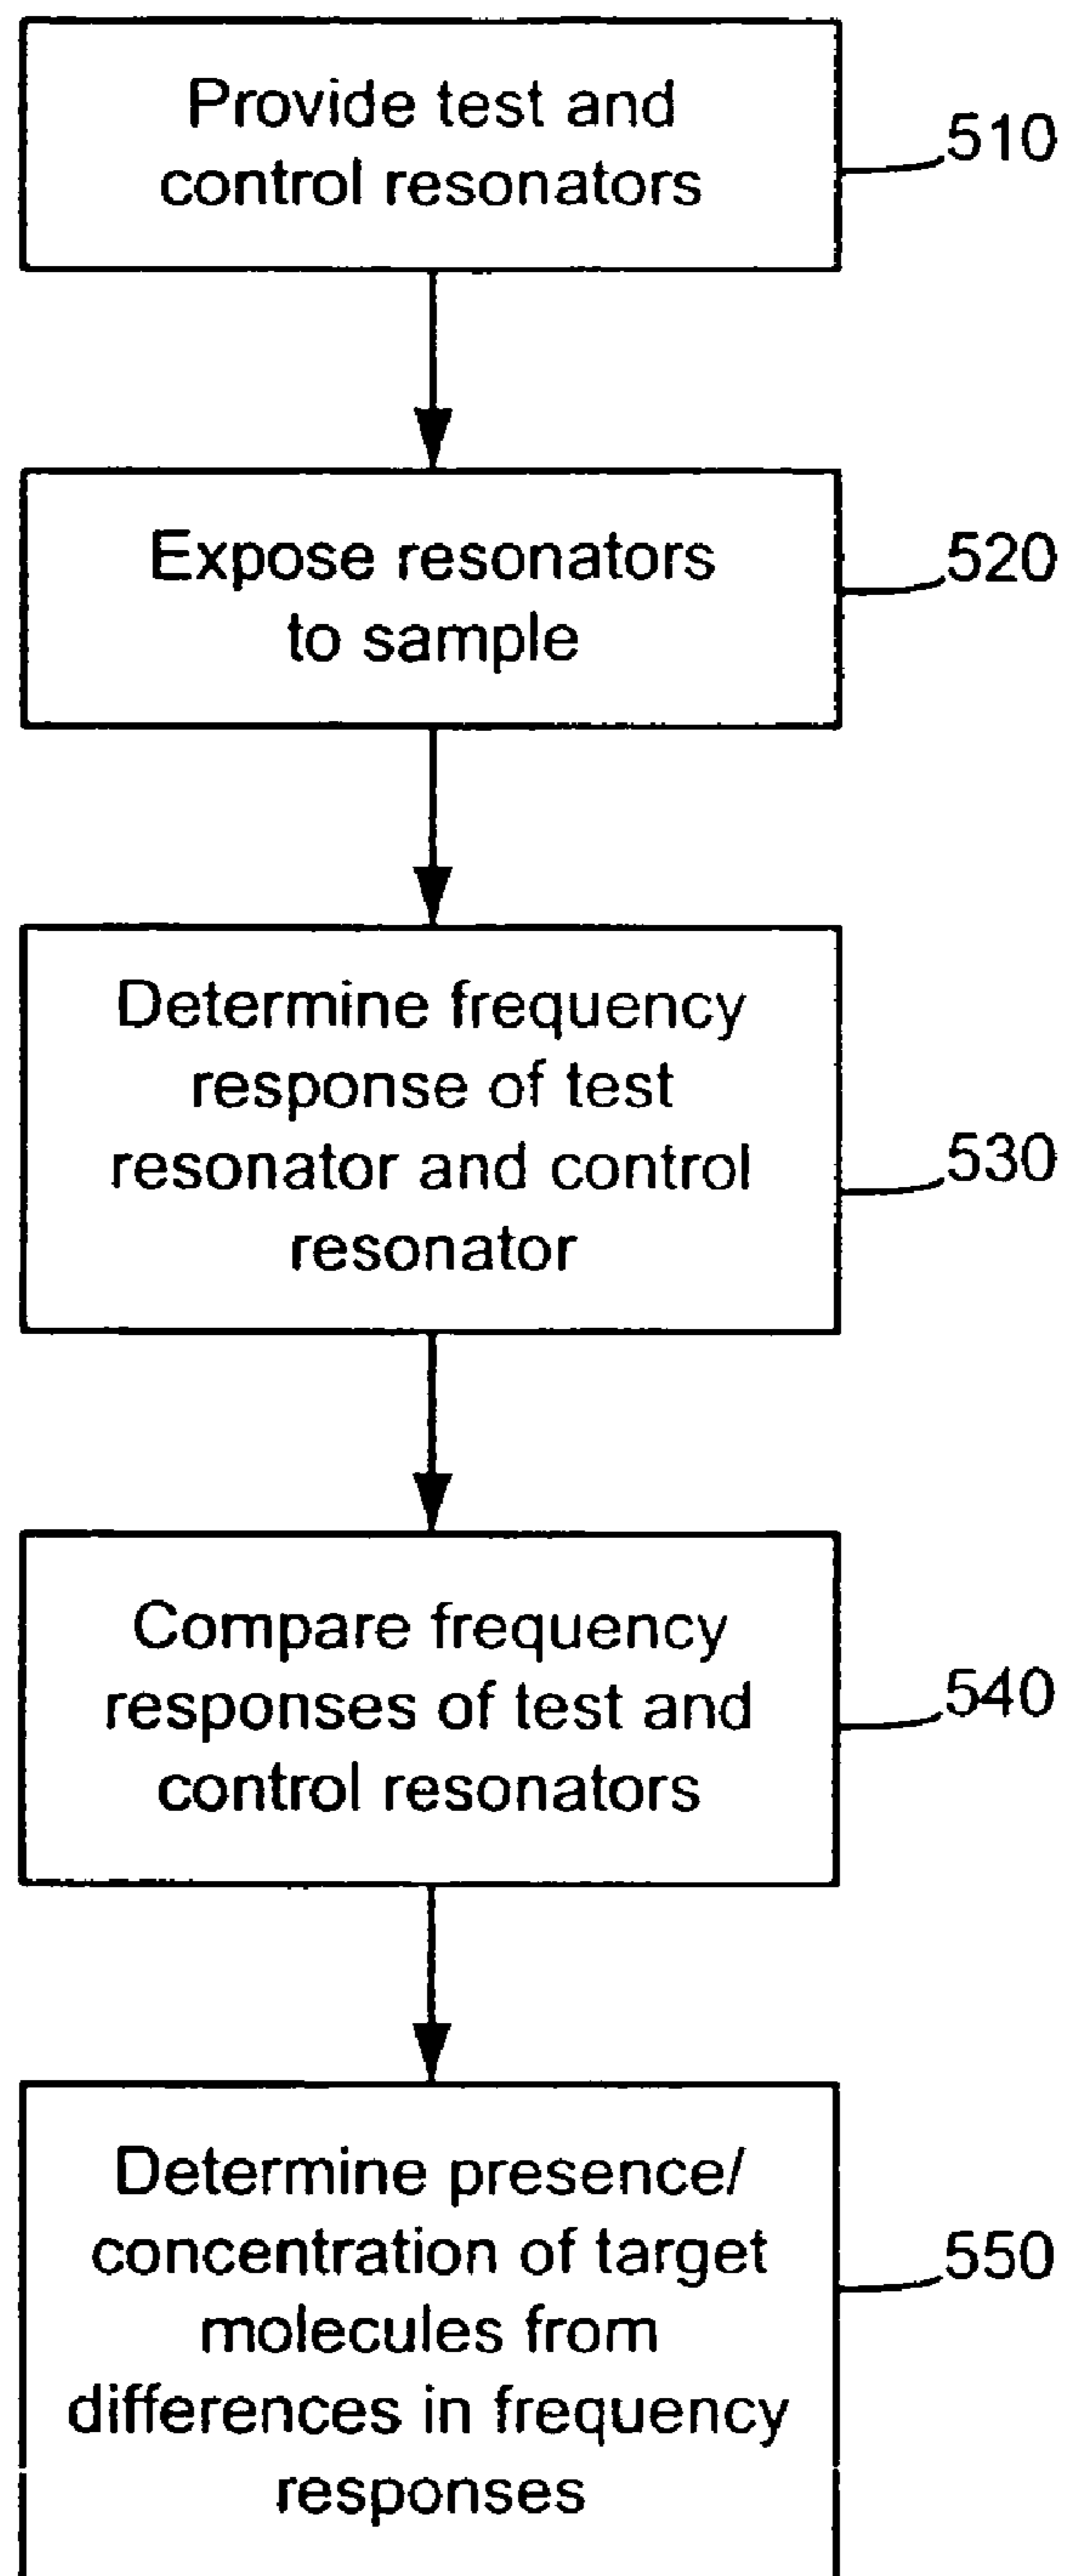 Provide test and
control resonators
510
Expose resonators
to sample
520
Determine frequency
response of test
resonator and control
resonator
530
Compare frequency
responses of test and
control resonators
540
Determine presence/
concentration of target
molecules from
differences in frequency
responses
550